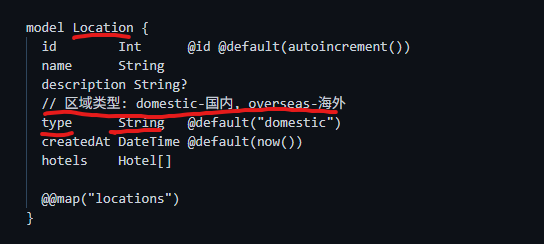 model Location {
id Int @id @default(autoincrement())
name String
description String?
// 区域类型: domestic-国内, overseas-海外
type String @default("domestic")
createdAt DateTime @default(now())
hotels Hotel[]
@@map("locations")
}